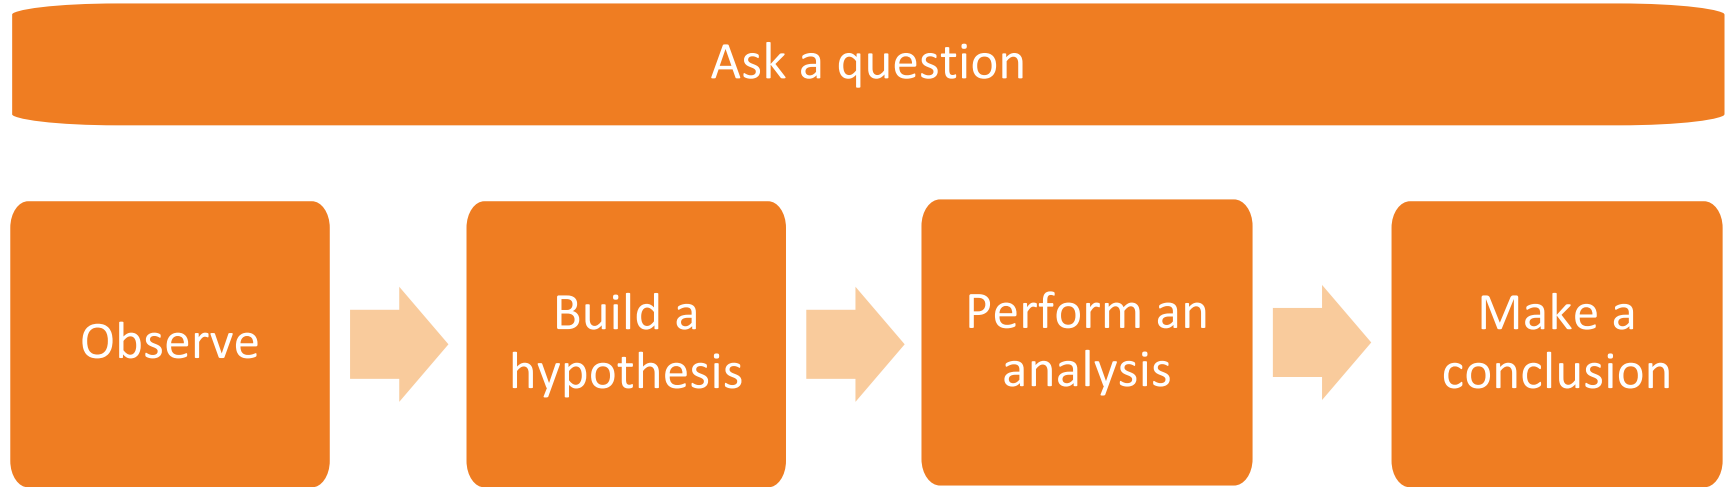 Ask a question
Observe
Build a
hypothesis
Perform an
analysis
Make a
conclusion